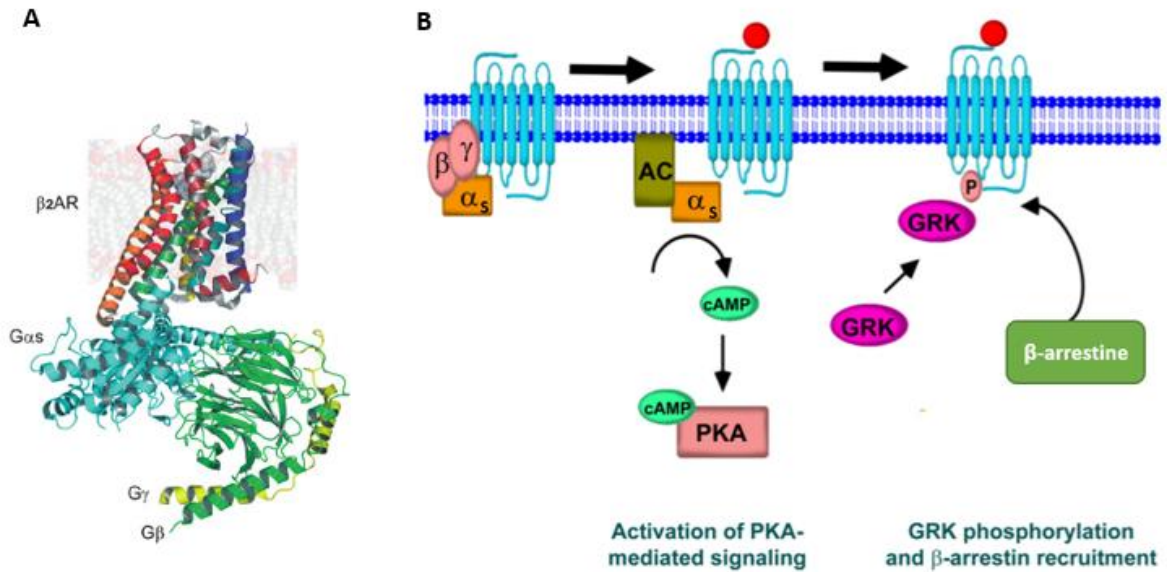 A
β2AR
Gαs
Gγ
Gβ
B
β γ
αs
AC
αs
cAMP
cAMP
PKA
Activation of PKA-
mediated signaling
P
GRK
GRK
β-arrestine
GRK phosphorylation
and β-arrestin recruitment